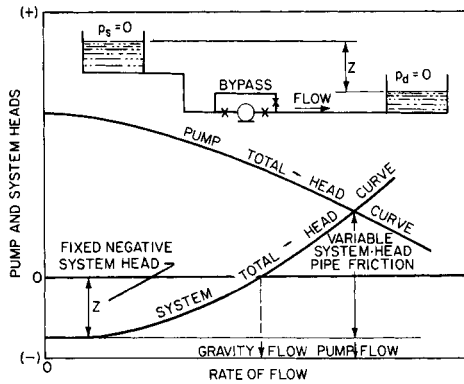 (+)
p_s = 0
p_d = 0
Z
BYPASS
FLOW
PUMP AND SYSTEM HEADS
PUMP TOTAL - HEAD CURVE
SYSTEM TOTAL - HEAD CURVE
FIXED NEGATIVE
SYSTEM HEAD
VARIABLE
SYSTEM-HEAD
PIPE FRICTION
0
Z
(−)
GRAVITY FLOW
PUMP FLOW
0
RATE OF FLOW